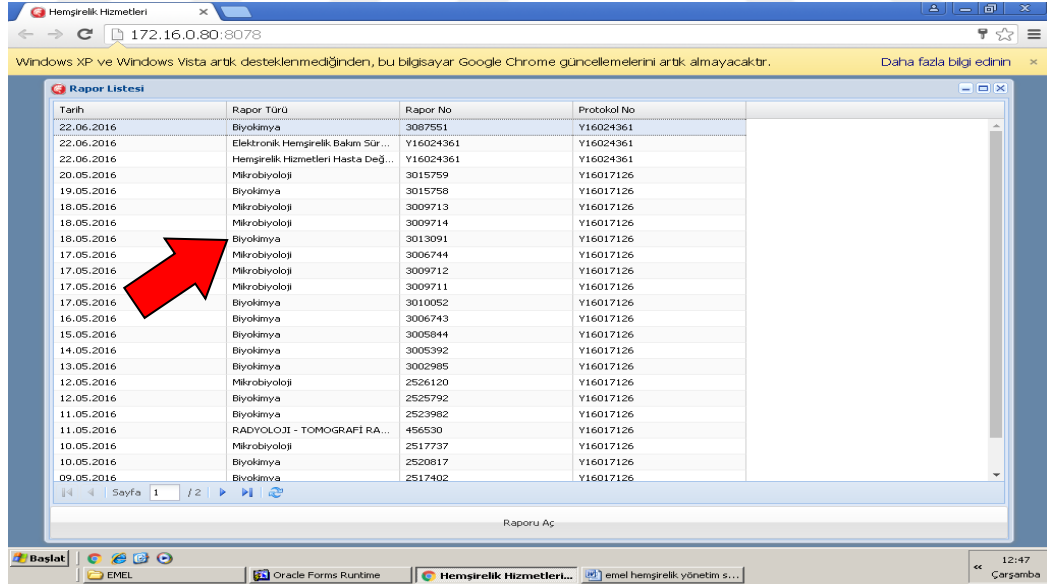 Hemşirelik Hizmetleri
172.16.0.80:8078
Windows XP ve Windows Vista artık desteklenmediğinden, bu bilgisayar Google Chrome güncellemelerini artık almayacaktır. Daha fazla bilgi edinin
Rapor Listesi
Tarih Rapor Türü Rapor No Protokol No
22.06.2016 Biyokimya 3087551 Y16024361
22.06.2016 Elektronik Hemşirelik Bakım Sür... Y16024361 Y16024361
22.06.2016 Hemşirelik Hizmetleri Hasta Değ... Y16024361 Y16024361
20.05.2016 Mikrobiyoloji 3015759 Y16017126
19.05.2016 Biyokimya 3015758 Y16017126
18.05.2016 Mikrobiyoloji 3009713 Y16017126
18.05.2016 Mikrobiyoloji 3009714 Y16017126
18.05.2016 Biyokimya 3013091 Y16017126
17.05.2016 Mikrobiyoloji 3006744 Y16017126
17.05.2016 Mikrobiyoloji 3009712 Y16017126
17.05.2016 Mikrobiyoloji 3009711 Y16017126
17.05.2016 Biyokimya 3010052 Y16017126
16.05.2016 Biyokimya 3006743 Y16017126
15.05.2016 Biyokimya 3005844 Y16017126
14.05.2016 Biyokimya 3005392 Y16017126
13.05.2016 Biyokimya 3002985 Y16017126
12.05.2016 Mikrobiyoloji 2526120 Y16017126
12.05.2016 Biyokimya 2525792 Y16017126
11.05.2016 Biyokimya 2523982 Y16017126
11.05.2016 RADYOLOJI - TOMOGRAFİ RA... 456530 Y16017126
10.05.2016 Mikrobiyoloji 2517737 Y16017126
10.05.2016 Biyokimya 2520817 Y16017126
09.05.2016 Biyokimya 2517402 Y16017126
Sayfa 1 / 2
Raporu Aç
Başlat 12:47
EMEL Oracle Forms Runtime Hemşirelik Hizmetleri... emel hemşirelik yönetim s... Çarşamba